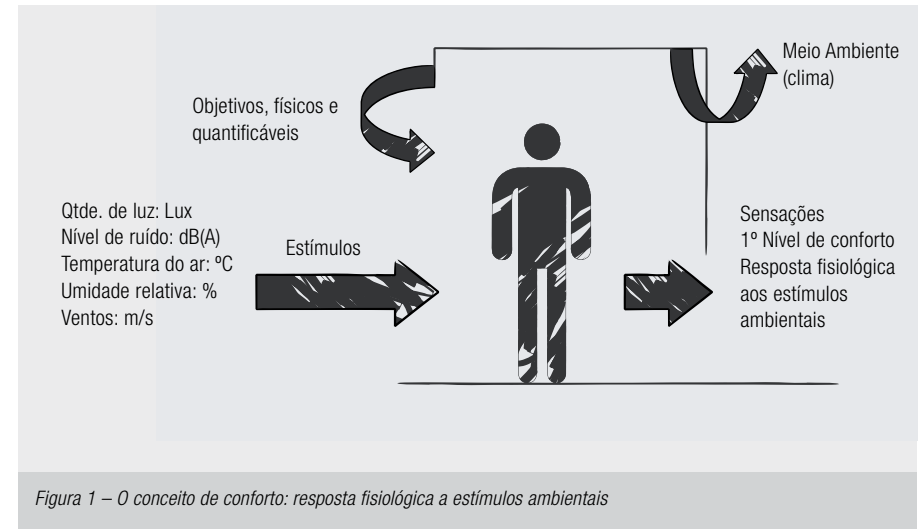 Meio Ambiente
(clima)
Objetivos, físicos e
quantificáveis
Qtde. de luz: Lux
Nível de ruído: dB(A)
Temperatura do ar: ºC
Umidade relativa: %
Ventos: m/s
Estímulos
Sensações
1º Nível de conforto
Resposta fisiológica
aos estímulos
ambientais
Figura 1 – O conceito de conforto: resposta fisiológica a estímulos ambientais